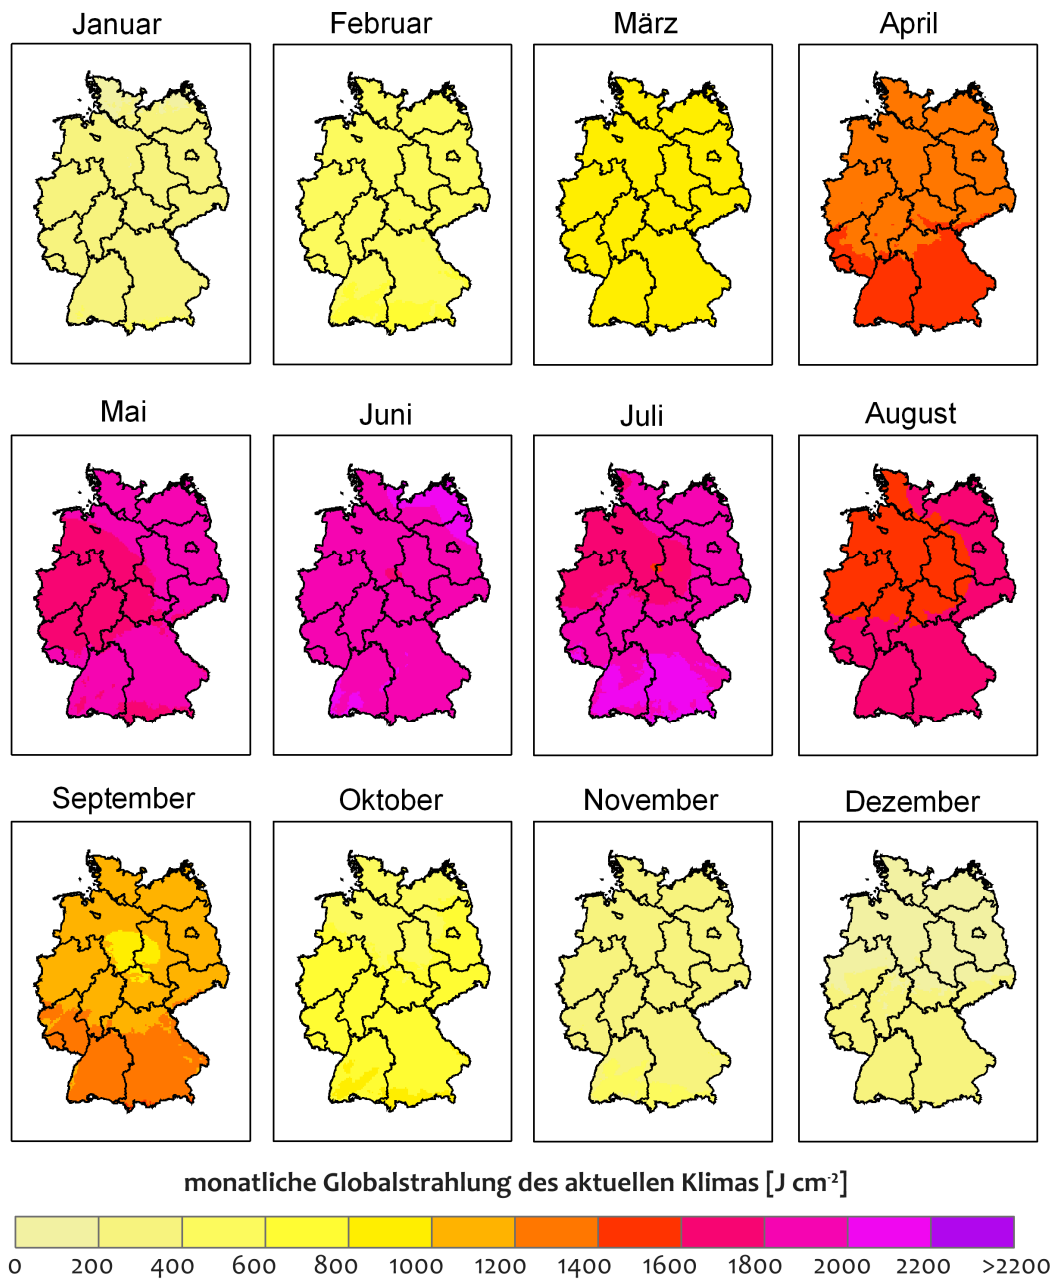 Januar Februar März April
Mai Juni Juli August
September Oktober November Dezember
monatliche Globalstrahlung des aktuellen Klimas [J cm-2]
0 200 400 600 800 1000 1200 1400 1600 1800 2000 2200 >2200